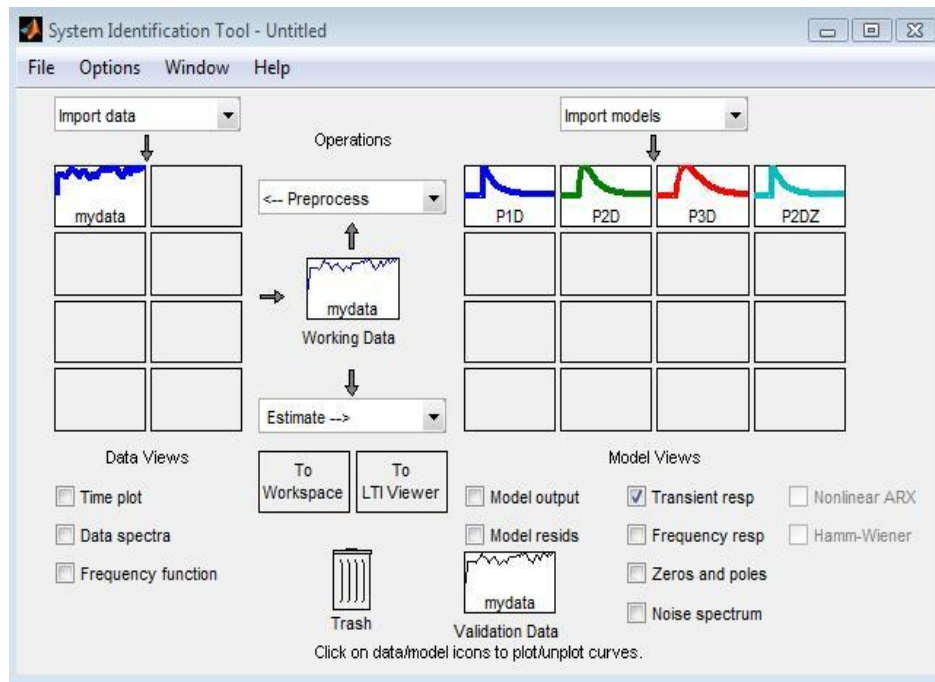 System Identification Tool - Untitled
File Options Window Help
Import data
Import models
Operations
mydata
<-- Preprocess
P1D P2D P3D P2DZ
mydata
Working Data
Estimate -->
Data Views
Model Views
To Workspace
To LTI Viewer
Time plot
Data spectra
Frequency function
Model output
Transient resp
Nonlinear ARX
Model resids
Frequency resp
Hamm-Wiener
Zeros and poles
Noise spectrum
mydata
Trash
Validation Data
Click on data/model icons to plot/unplot curves.